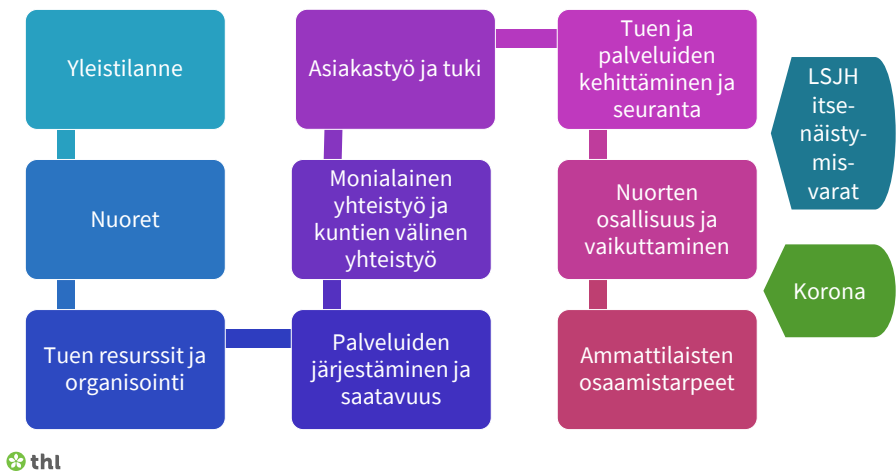 Yleistilanne
Nuoret
Tuen resurssit ja
organisointi
Palveluiden
järjestäminen ja
saatavuus
Monialainen
yhteistyö ja
kuntien välinen
yhteistyö
Asiakastyö ja tuki
Tuen ja
palveluiden
kehittäminen ja
seuranta
Nuorten
osallisuus ja
vaikuttaminen
Ammattilaisten
osaamistarpeet
LSJH
itse-
näisty-
mis-
varat
Korona
thl